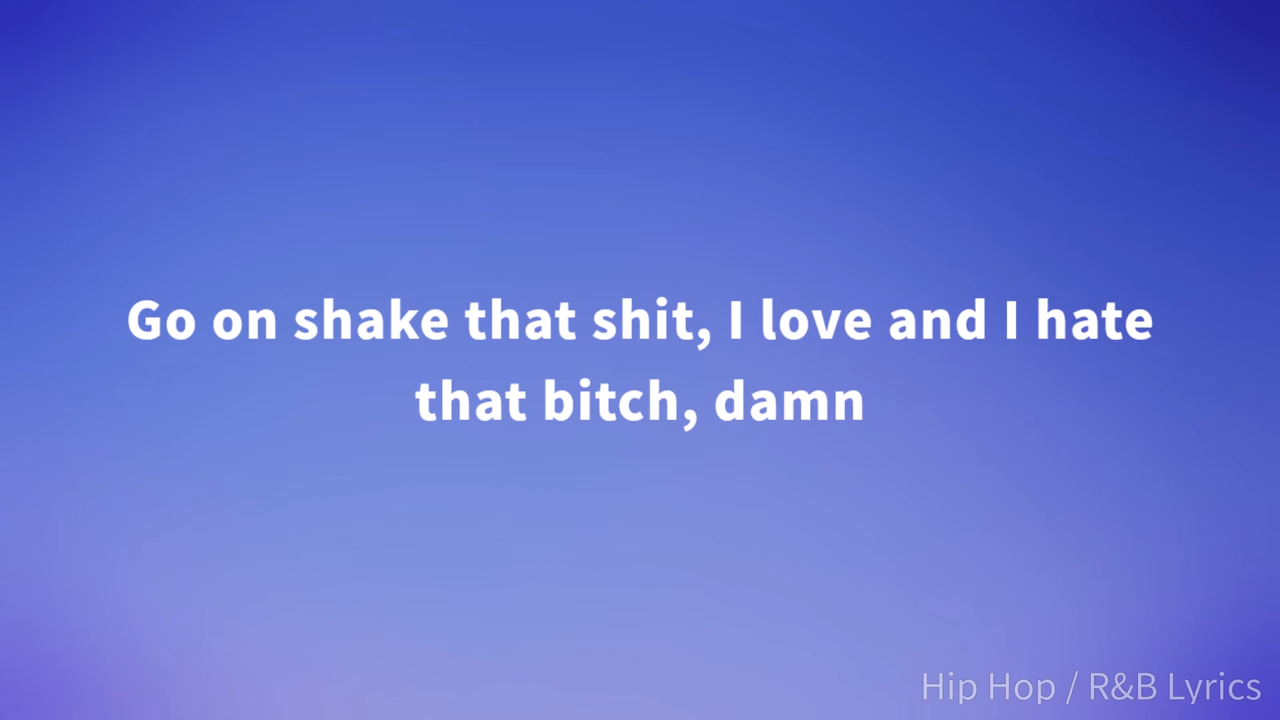 Go on shake that shit, I love and I hate
that bitch, damn
Hip Hop / R&B Lyrics